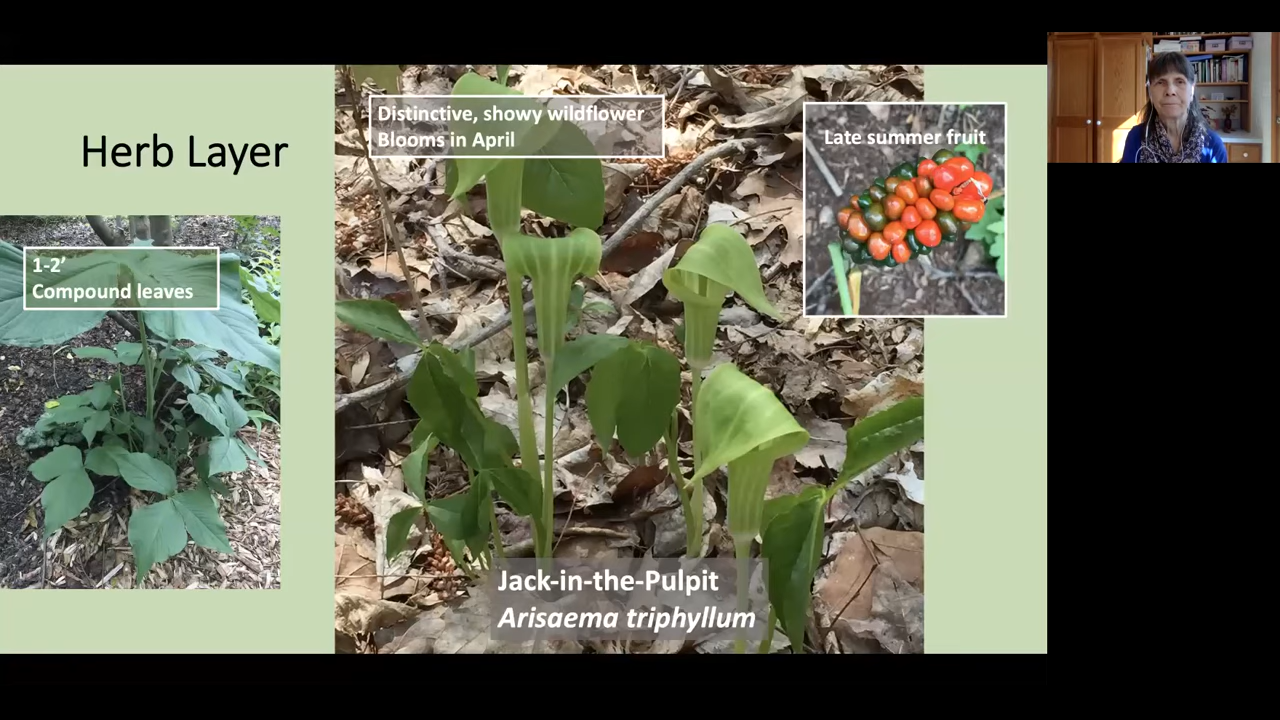 Herb Layer
1-2’
Compound leaves
Distinctive, showy wildflower
Blooms in April
Late summer fruit
Jack-in-the-Pulpit
Arisaema triphyllum